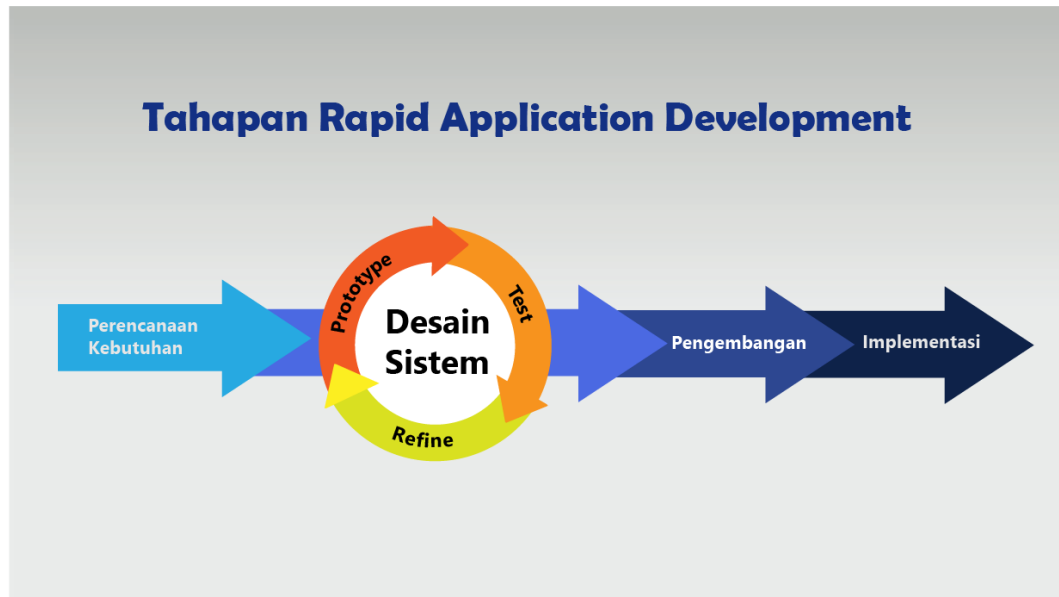 Tahapan Rapid Application Development
Perencanaan
Kebutuhan
Prototype
Test
Refine
Desain
Sistem
Pengembangan
Implementasi